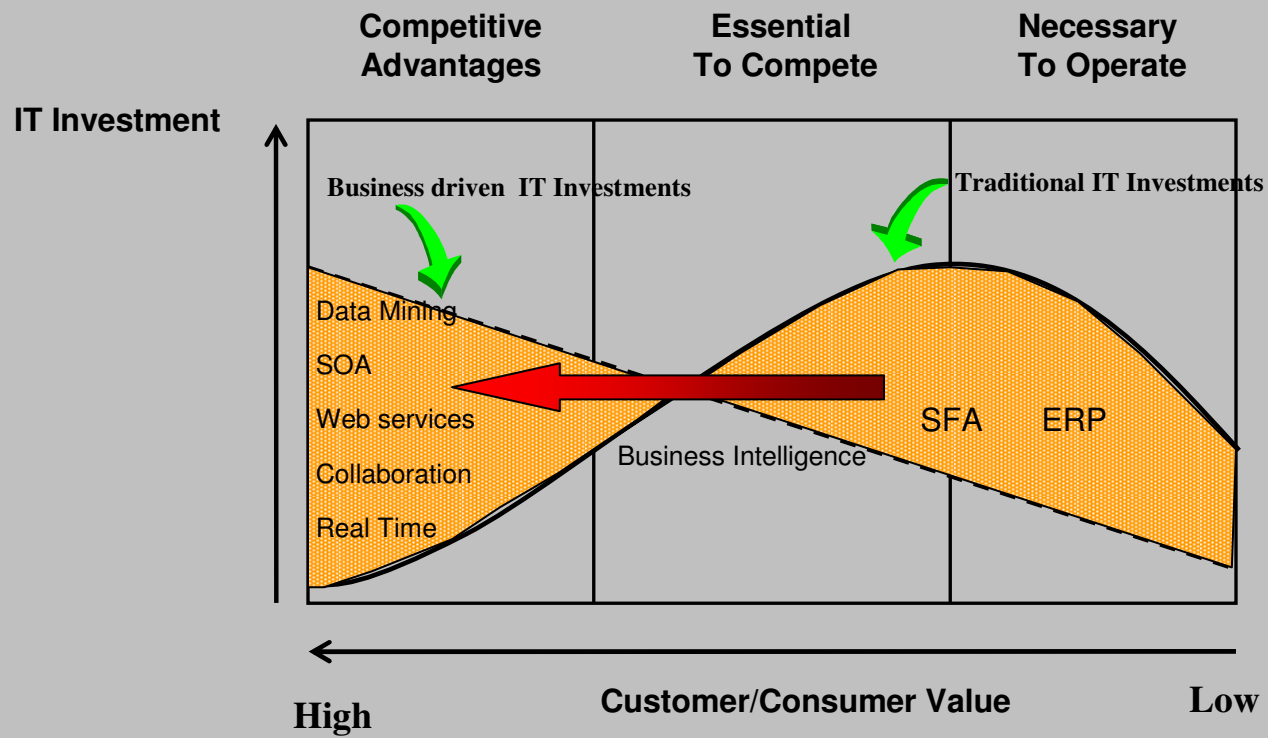 Competitive
Advantages
Essential
To Compete
Necessary
To Operate
IT Investment
Business driven IT Investments
Traditional IT Investments
Data Mining
SOA
Web services
Collaboration
Real Time
SFA
ERP
Business Intelligence
High
Customer/Consumer Value
Low